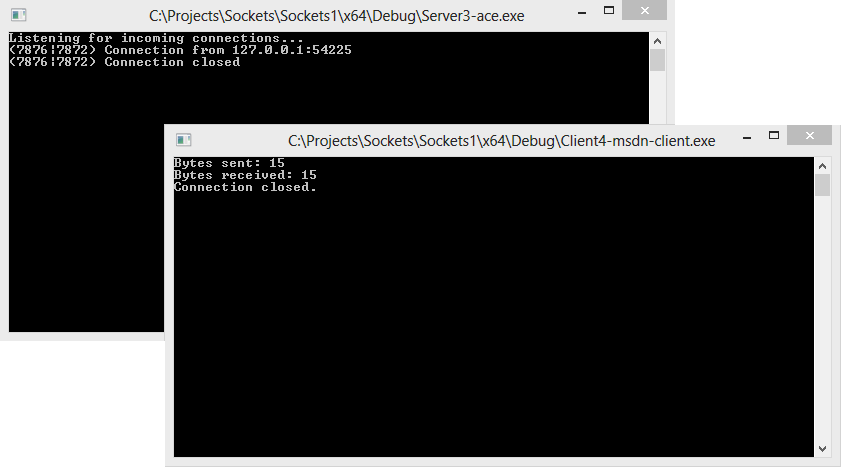 C:\Projects\Sockets\Sockets1\x64\Debug\Server3-ace.exe
Listening for incoming connections...
(7876¦7872) Connection from 127.0.0.1:54225
(7876¦7872) Connection closed
C:\Projects\Sockets\Sockets1\x64\Debug\Client4-msdn-client.exe
Bytes sent: 15
Bytes received: 15
Connection closed.